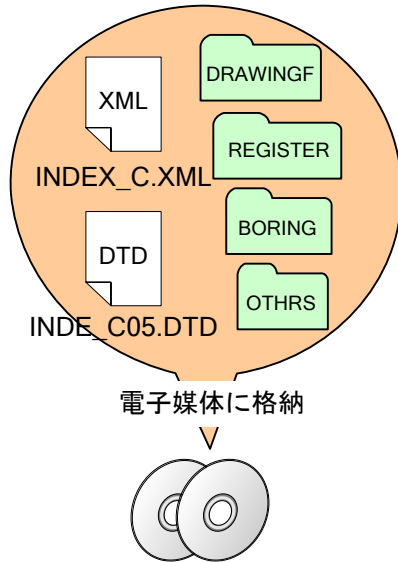 XML
INDEX_C.XML
DTD
INDE_C05.DTD
DRAWINGF
REGISTER
BORING
OTHRS
電子媒体に格納